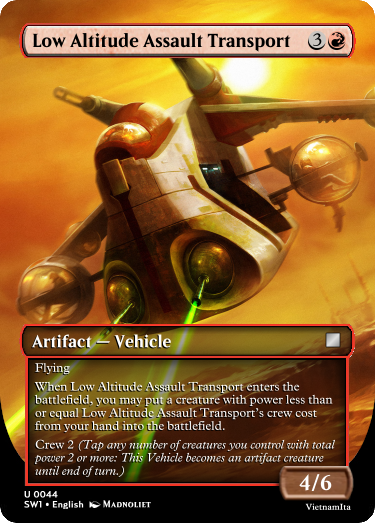 Low Altitude Assault Transport 3
Artifact — Vehicle
Flying
When Low Altitude Assault Transport enters the
battlefield, you may put a creature with power less than
or equal Low Altitude Assault Transport's crew cost
from your hand into the battlefield.
Crew 2 (Tap any number of creatures you control with total
power 2 or more: This Vehicle becomes an artifact creature
until end of turn.)
4/6
U 0044
SW1 • English Madnoliet
VietnamIta